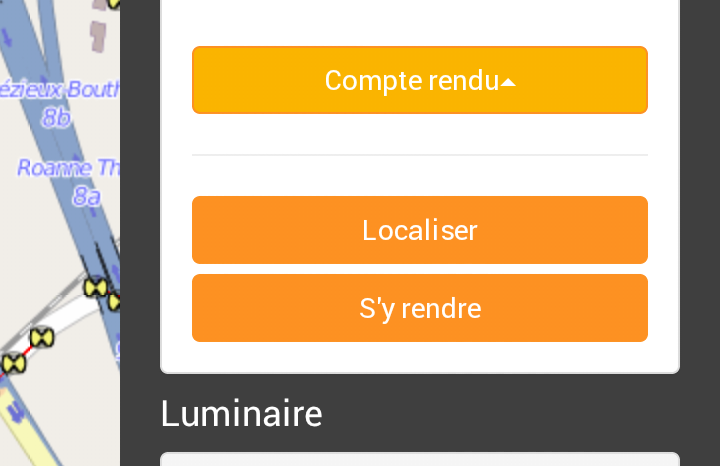 ézieux-Bouth
8b
Roanne Th
8a
Compte rendu
Localiser
S'y rendre
Luminaire